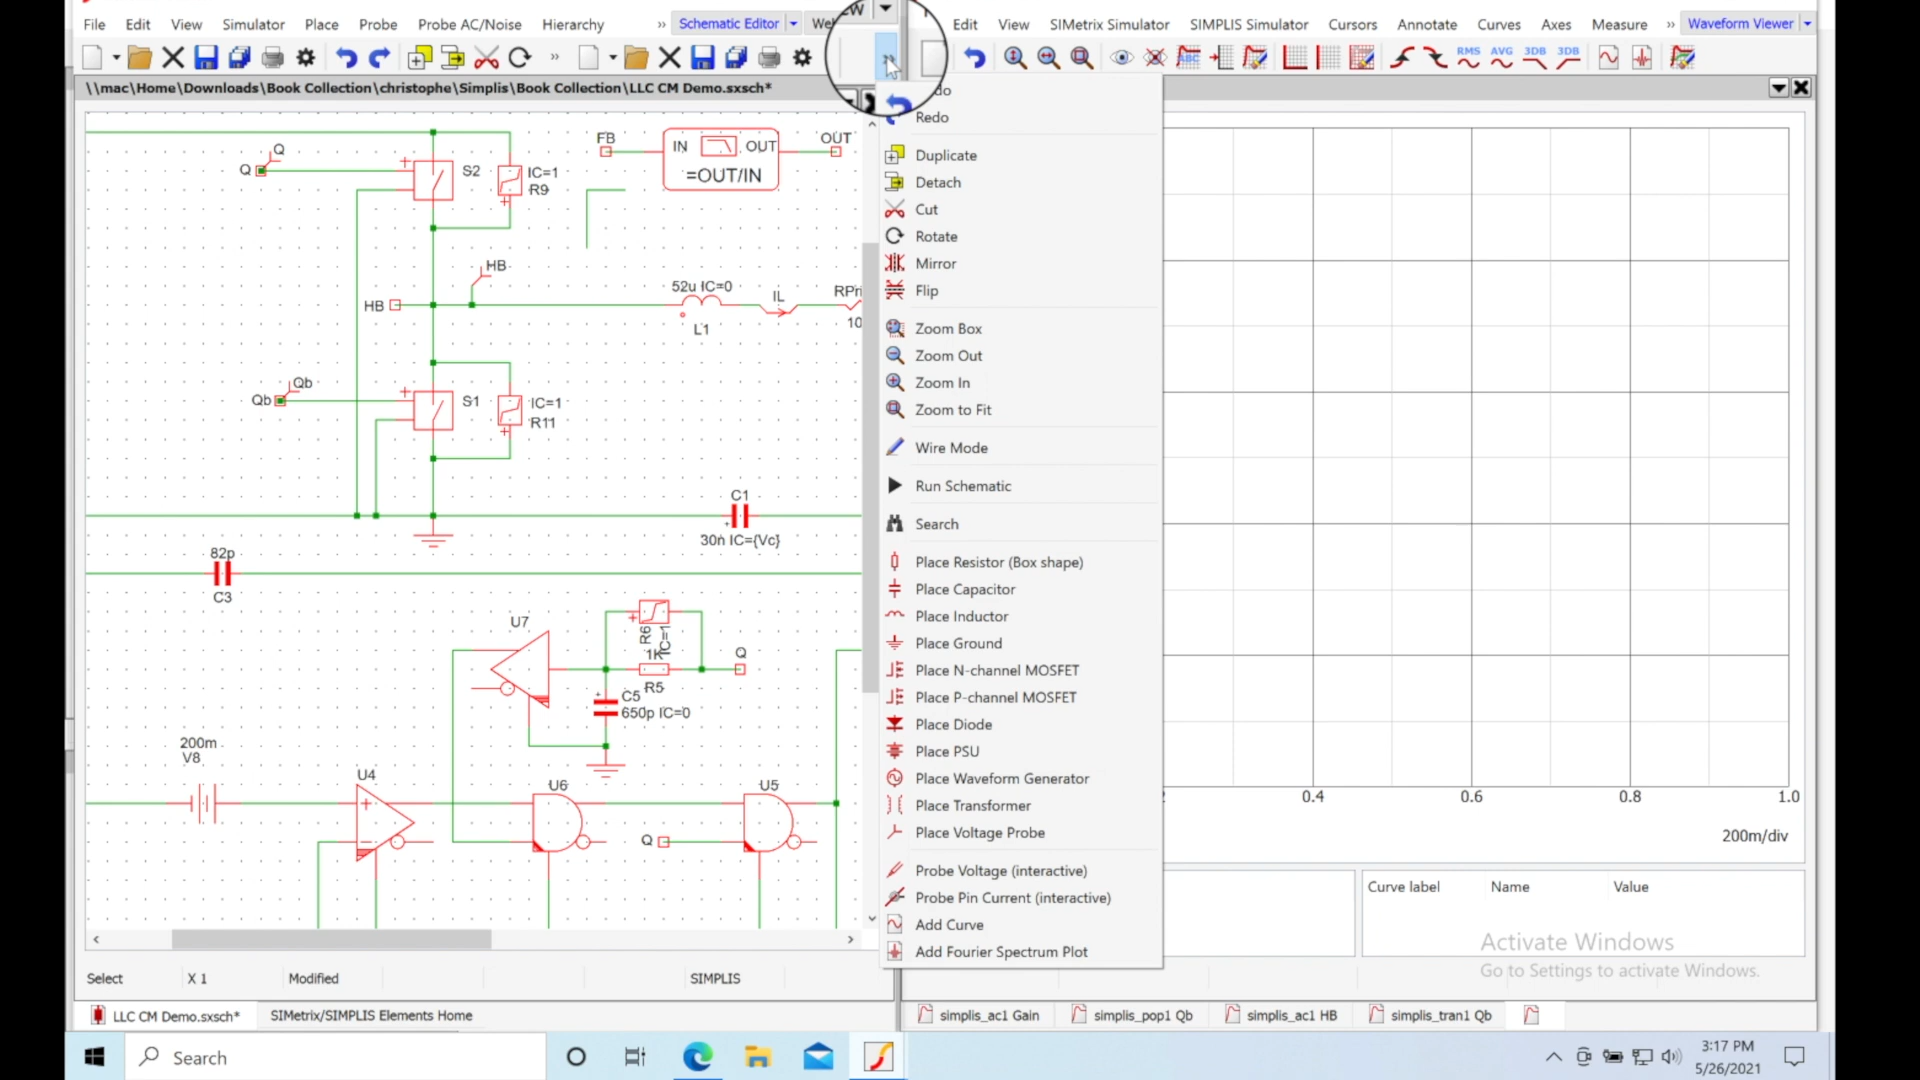 File Edit View Simulator Place Probe Probe AC/Noise Hierarchy » Schematic Editor
Edit View SIMetrix Simulator SIMPLIS Simulator Cursors Annotate Curves Axes Measure » Waveform Viewer
RMS AVG 3DB 3DB
ABC
\\mac\Home\Downloads\Book Collection\christophe\Simplis\Book Collection\LLC CM Demo.sxsch*
Q
Q
S2
IC=1
R9
FB
IN OUT
=OUT/IN
OUT
HB
HB
52u IC=0
L1
IL
Qb
Qb
S1
IC=1
R11
C1
30n IC={Vc}
82p
C3
U7
R6
IC=1
1K
R5
Q
C5
650p IC=0
200m
V8
U4
U6
Q
U5
Redo
Duplicate
Detach
Cut
Rotate
Mirror
Flip
Zoom Box
Zoom Out
Zoom In
Zoom to Fit
Wire Mode
Run Schematic
Search
Place Resistor (Box shape)
Place Capacitor
Place Inductor
Place Ground
Place N-channel MOSFET
Place P-channel MOSFET
Place Diode
Place PSU
Place Waveform Generator
Place Transformer
Place Voltage Probe
Probe Voltage (interactive)
Probe Pin Current (interactive)
Add Curve
Add Fourier Spectrum Plot
0.4 0.6 0.8 1.0
200m/div
Curve label Name Value
Activate Windows
Go to Settings to activate Windows.
Select X 1 Modified SIMPLIS
LLC CM Demo.sxsch* SIMetrix/SIMPLIS Elements Home
simplis_ac1 Gain simplis_pop1 Qb simplis_ac1 HB simplis_tran1 Qb
Search
3:17 PM
5/26/2021